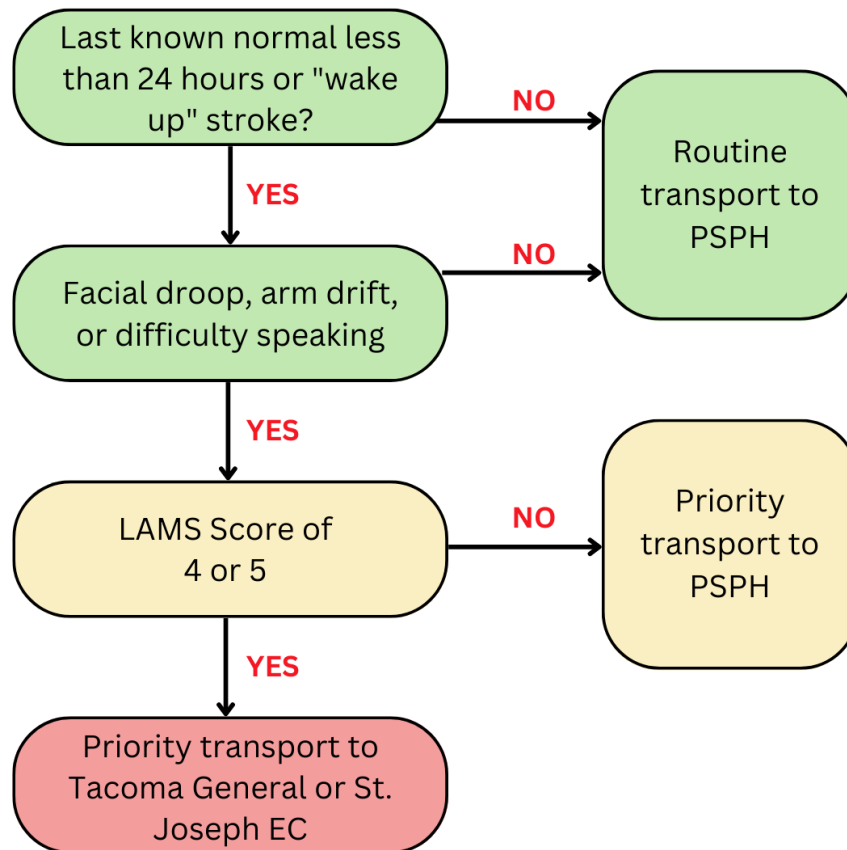 Last known normal less
than 24 hours or "wake
up" stroke?
NO
Routine
transport to
PSPH
YES
Facial droop, arm drift,
or difficulty speaking
NO
YES
LAMS Score of
4 or 5
NO
Priority
transport to
PSPH
YES
Priority transport to
Tacoma General or St.
Joseph EC